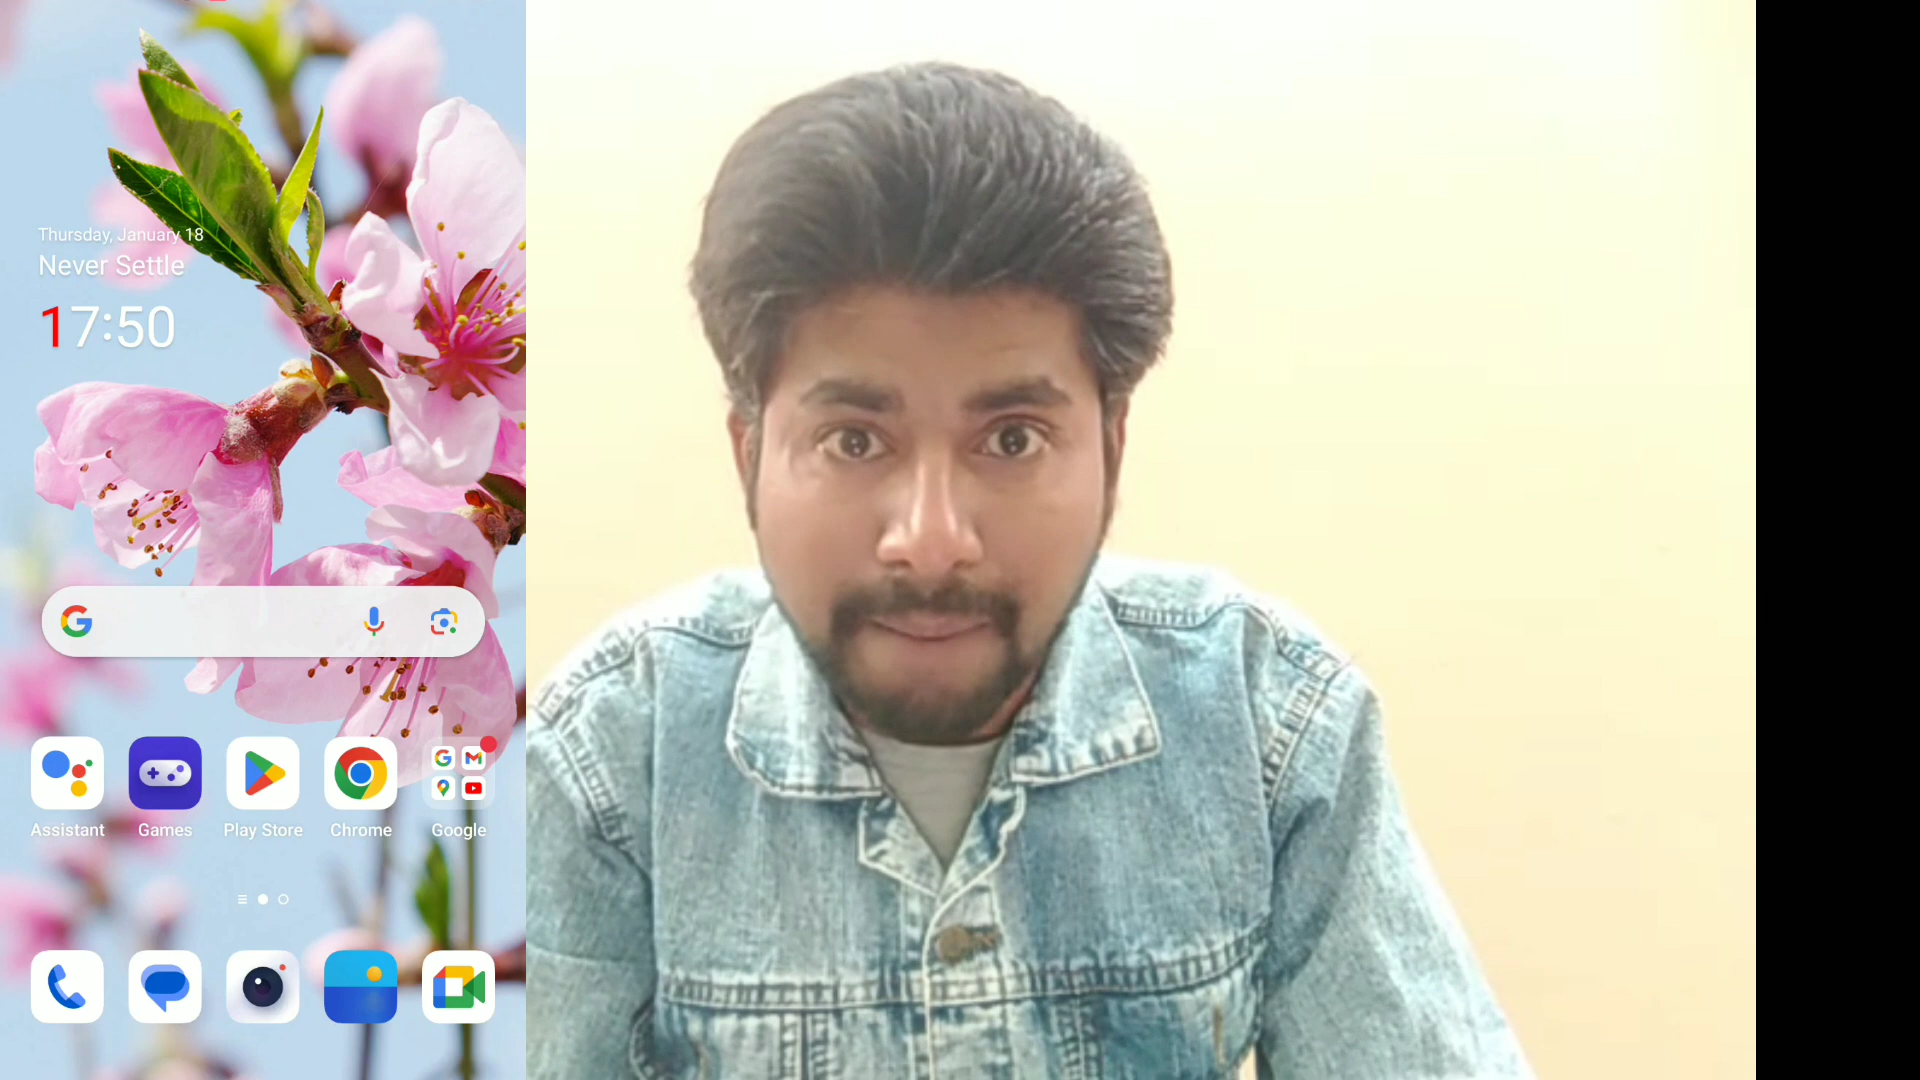 Thursday, January 18
Never Settle
17:50
Assistant
Games
Play Store
Chrome
Google